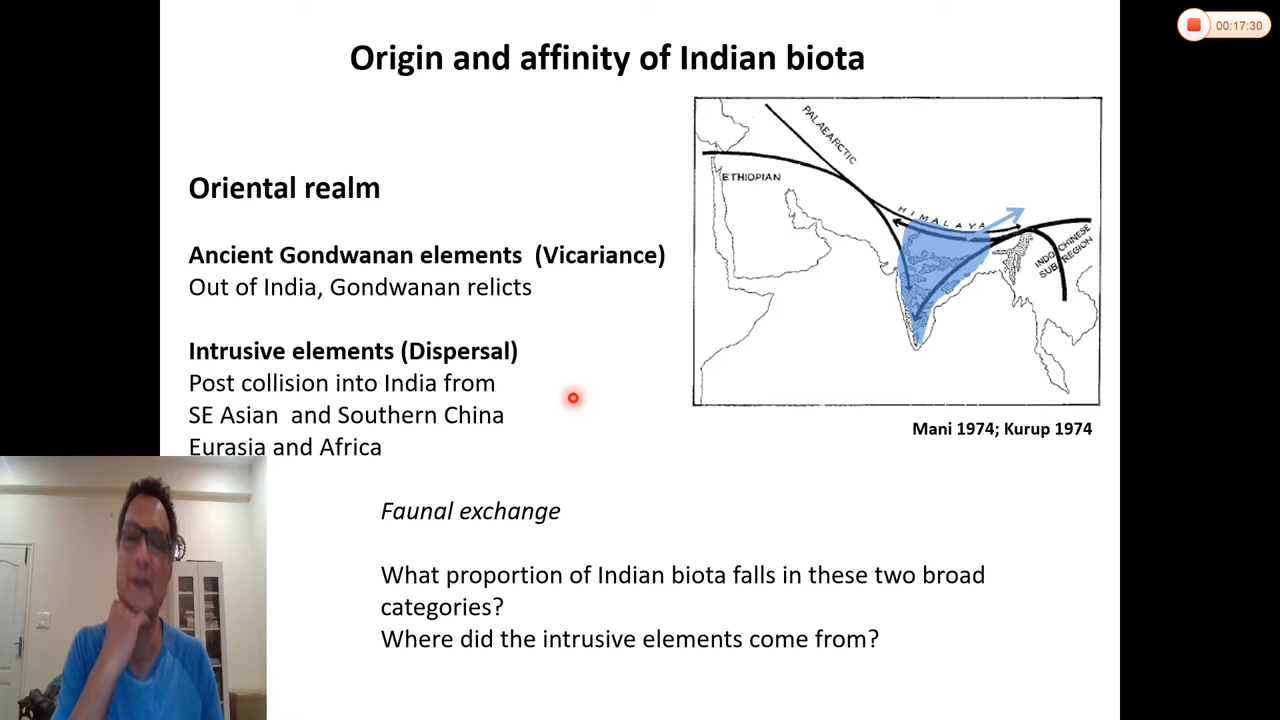 00:17:30
Origin and affinity of Indian biota
Oriental realm
Ancient Gondwanan elements (Vicariance)
Out of India, Gondwanan relicts
Intrusive elements (Dispersal)
Post collision into India from
SE Asian and Southern China
Eurasia and Africa
PALAEARCTIC
ETHIOPIAN
HIMALAYA
INDO-CHINESE
SUB REGION
Mani 1974; Kurup 1974
Faunal exchange
What proportion of Indian biota falls in these two broad
categories?
Where did the intrusive elements come from?